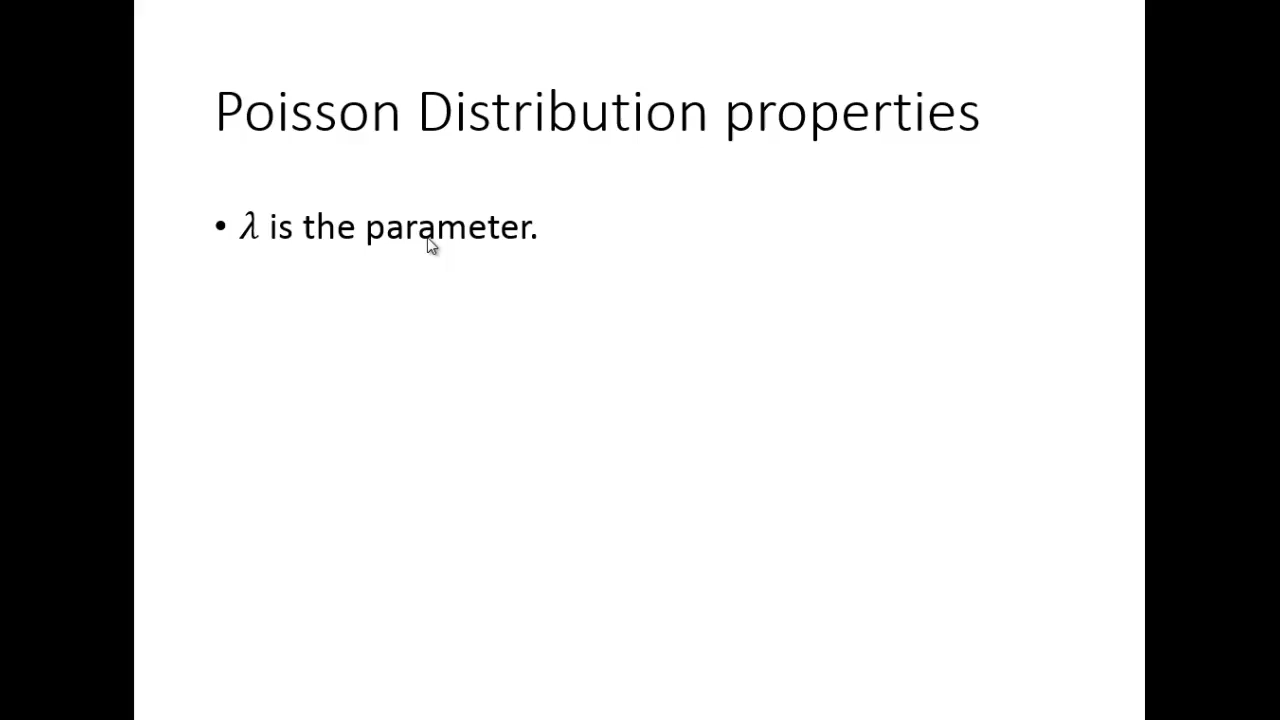 Poisson Distribution properties
• λ is the parameter.